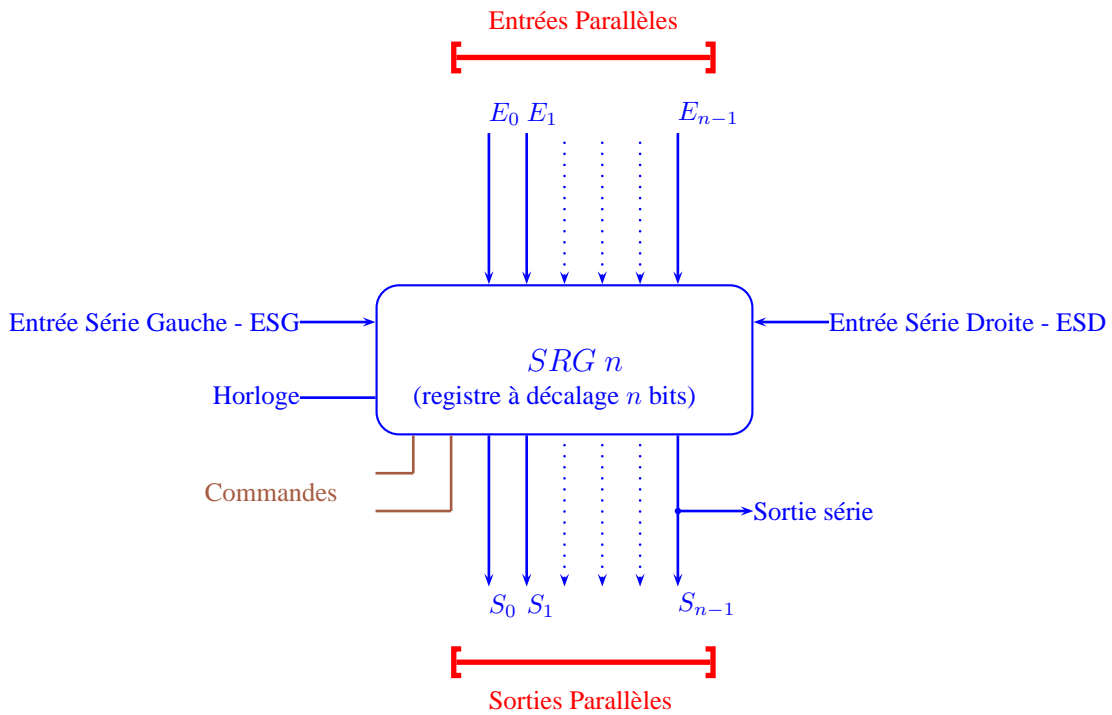 Entrées Parallèles
E₀ E₁ Eₙ₋₁
Entrée Série Gauche - ESG
Entrée Série Droite - ESD
SRG n
Horloge
(registre à décalage n bits)
Commandes
Sortie série
S₀ S₁ Sₙ₋₁
Sorties Parallèles